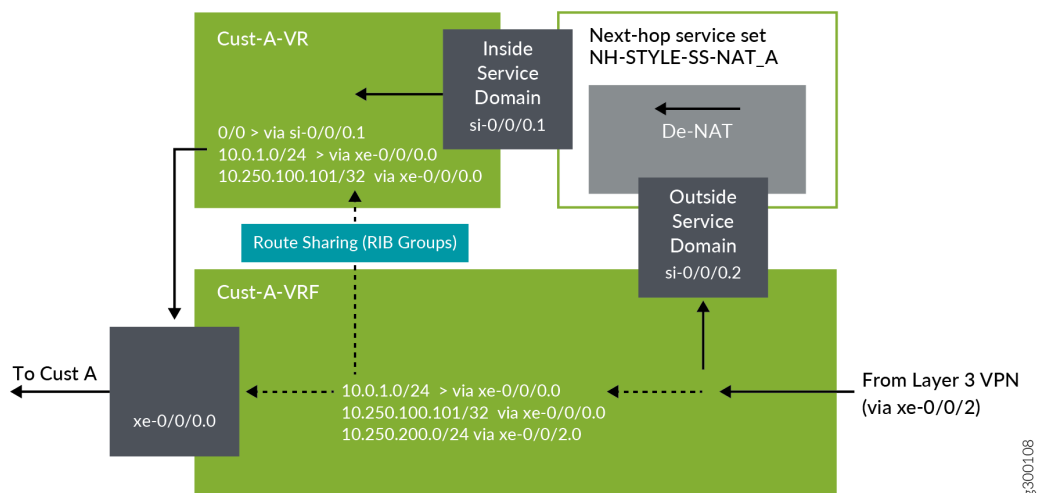 Cust-A-VR
0/0 > via si-0/0/0.1
10.0.1.0/24 > via xe-0/0/0.0
10.250.100.101/32 via xe-0/0/0.0
Inside
Service
Domain
si-0/0/0.1
Next-hop service set
NH-STYLE-SS-NAT_A
De-NAT
Outside
Service
Domain
si-0/0/0.2
Route Sharing (RIB Groups)
Cust-A-VRF
To Cust A
xe-0/0/0.0
10.0.1.0/24 > via xe-0/0/0.0
10.250.100.101/32 via xe-0/0/0.0
10.250.200.0/24 via xe-0/0/2.0
From Layer 3 VPN
(via xe-0/0/2)
g300108